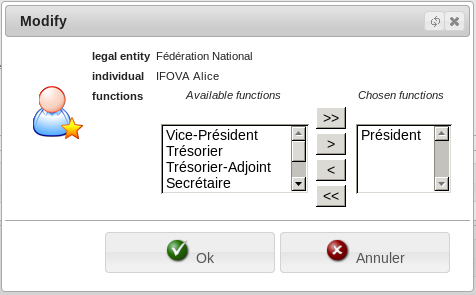 Modify
legal entity Fédération National
individual IFOVA Alice
functions Available functions Chosen functions
Vice-Président
Trésorier
Trésorier-Adjoint
Secrétaire
>>
>
<
<<
Président
Ok
Annuler